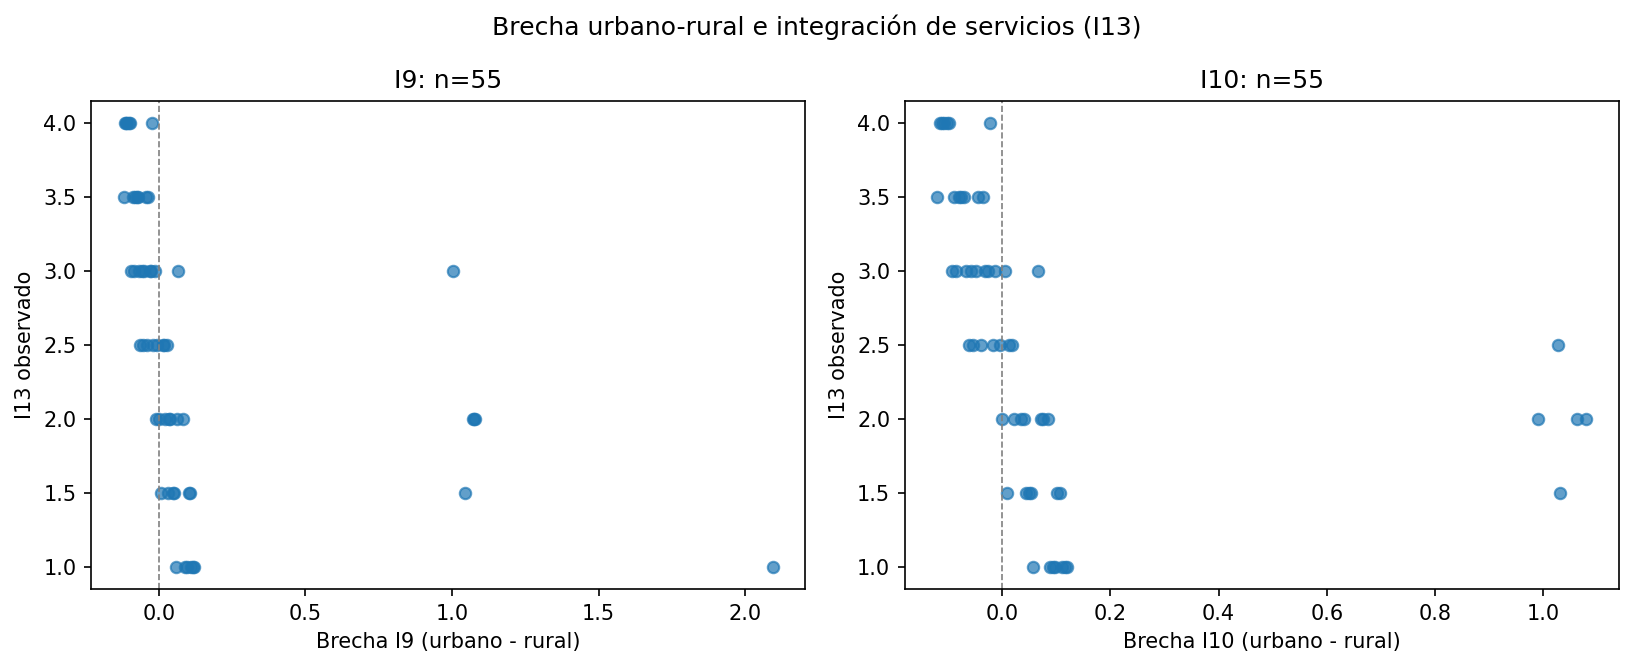 Brecha urbano-rural e integración de servicios (I13)
I9: n=55
I13 observado
4.0
3.5
3.0
2.5
2.0
1.5
1.0
0.0 0.5 1.0 1.5 2.0
Brecha I9 (urbano - rural)
I10: n=55
I13 observado
4.0
3.5
3.0
2.5
2.0
1.5
1.0
0.0 0.2 0.4 0.6 0.8 1.0
Brecha I10 (urbano - rural)